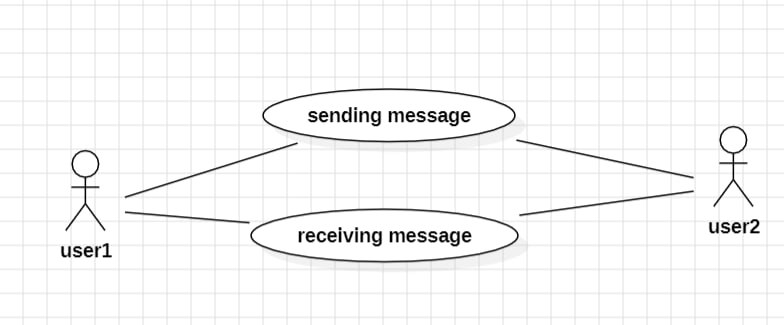 sending message
receiving message
user1
user2